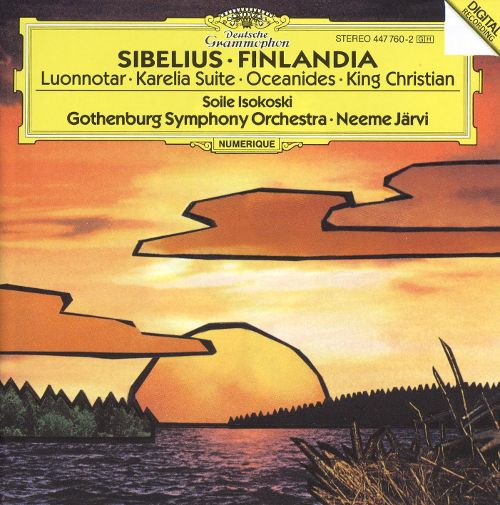 Deutsche
Grammophon
STEREO 447 760-2 GH
DIGITAL
RECORDING
SIBELIUS · FINLANDIA
Luonnotar · Karelia Suite · Oceanides · King Christian
Soile Isokoski
Gothenburg Symphony Orchestra · Neeme Järvi
NUMERIQUE